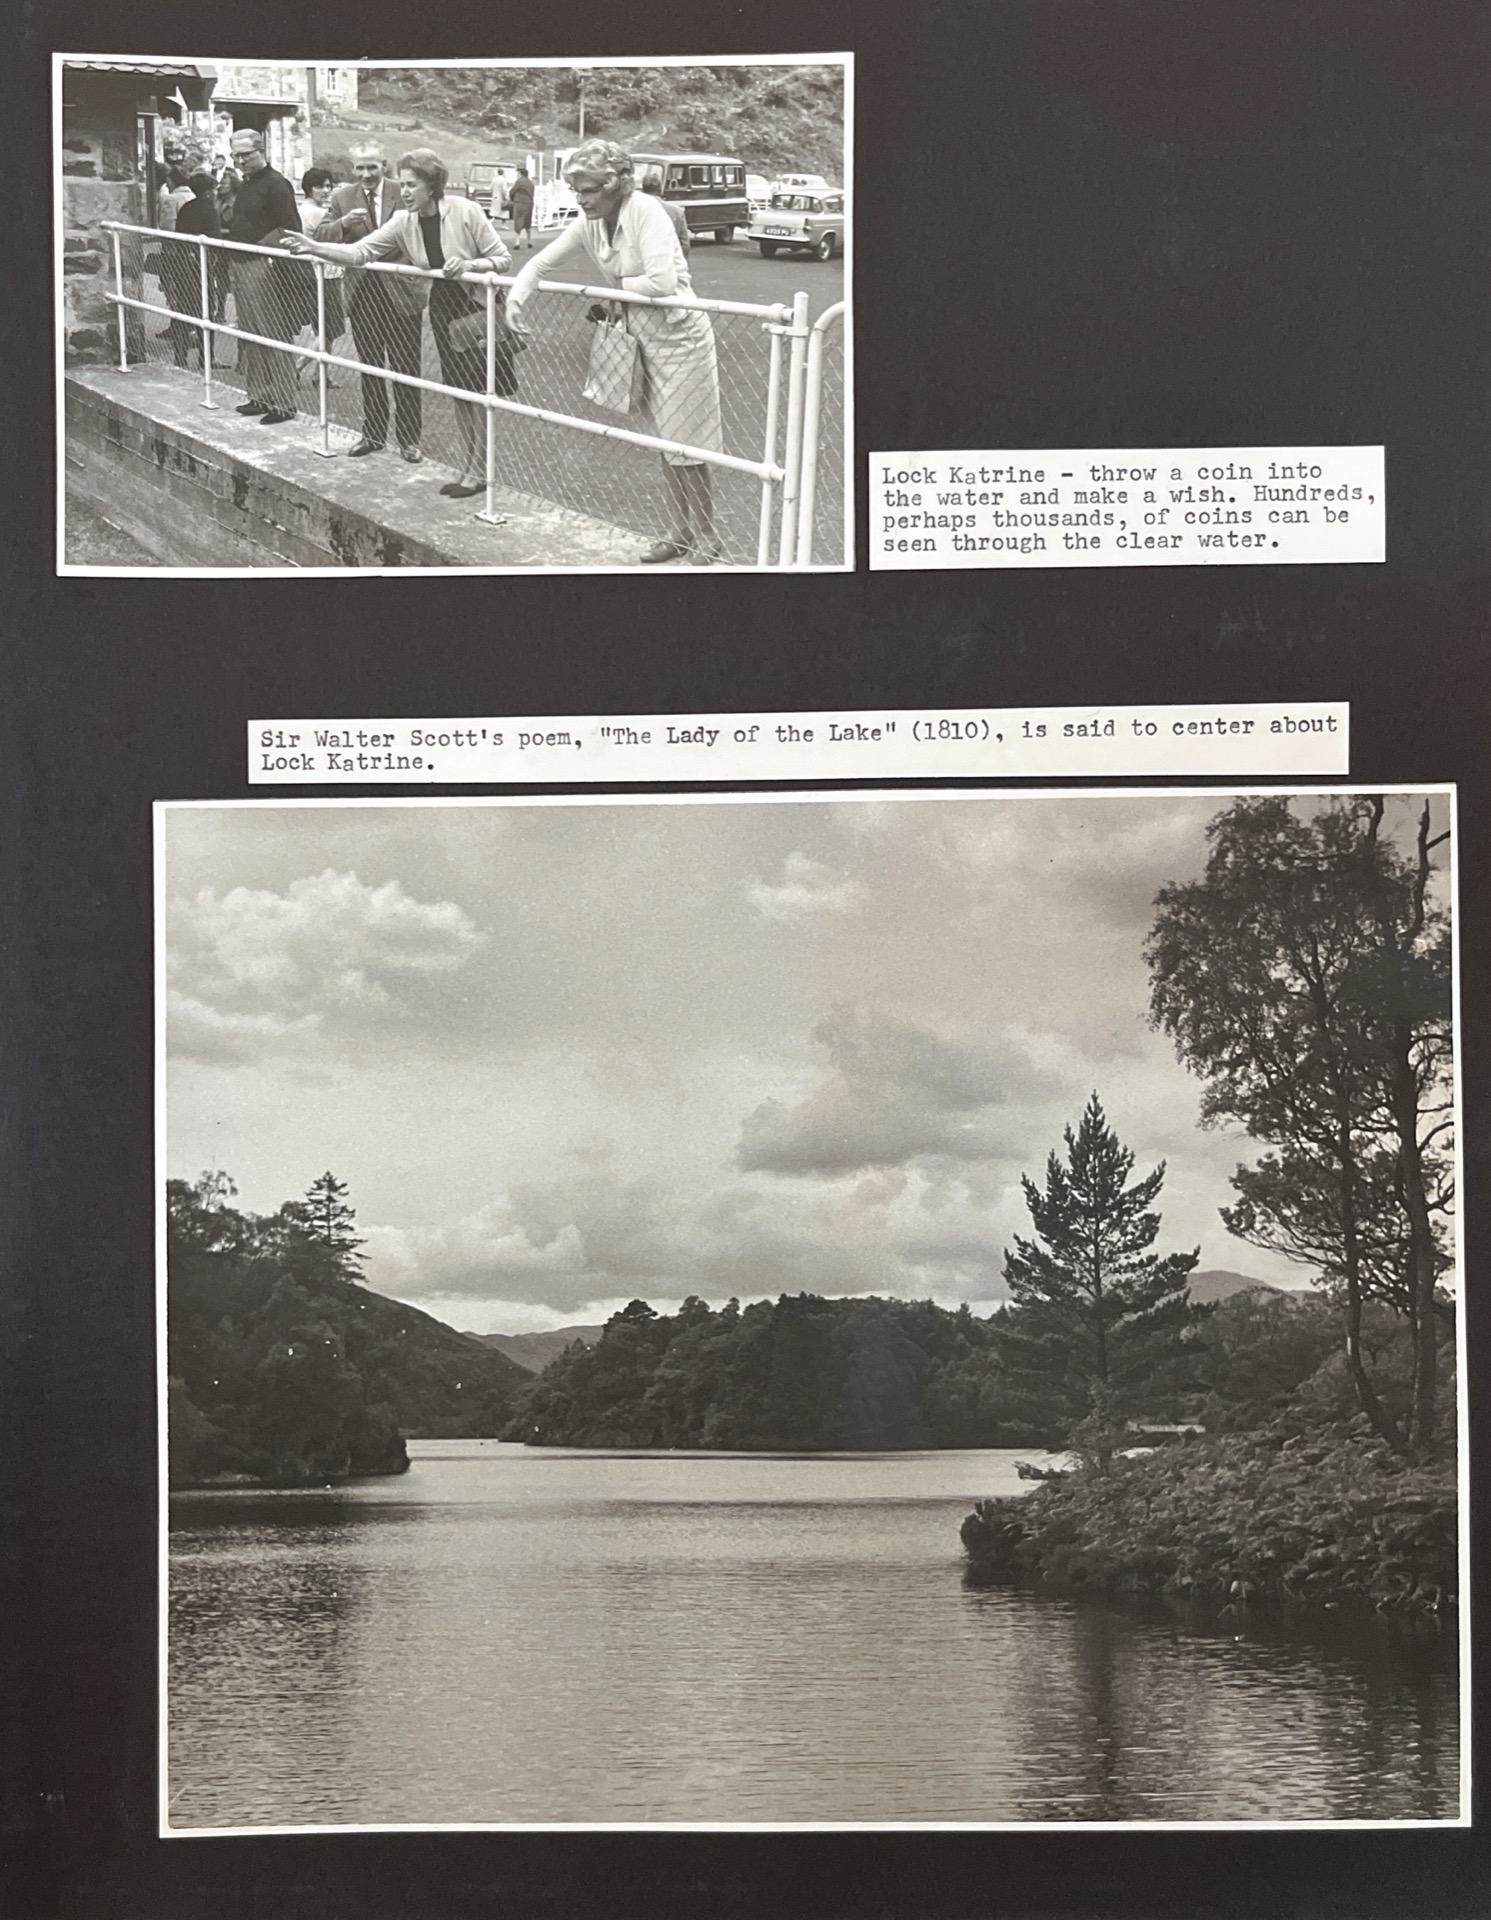 Lock Katrine - throw a coin into
the water and make a wish. Hundreds,
perhaps thousands, of coins can be
seen through the clear water.
Sir Walter Scott's poem, "The Lady of the Lake" (1810), is said to center about
Lock Katrine.